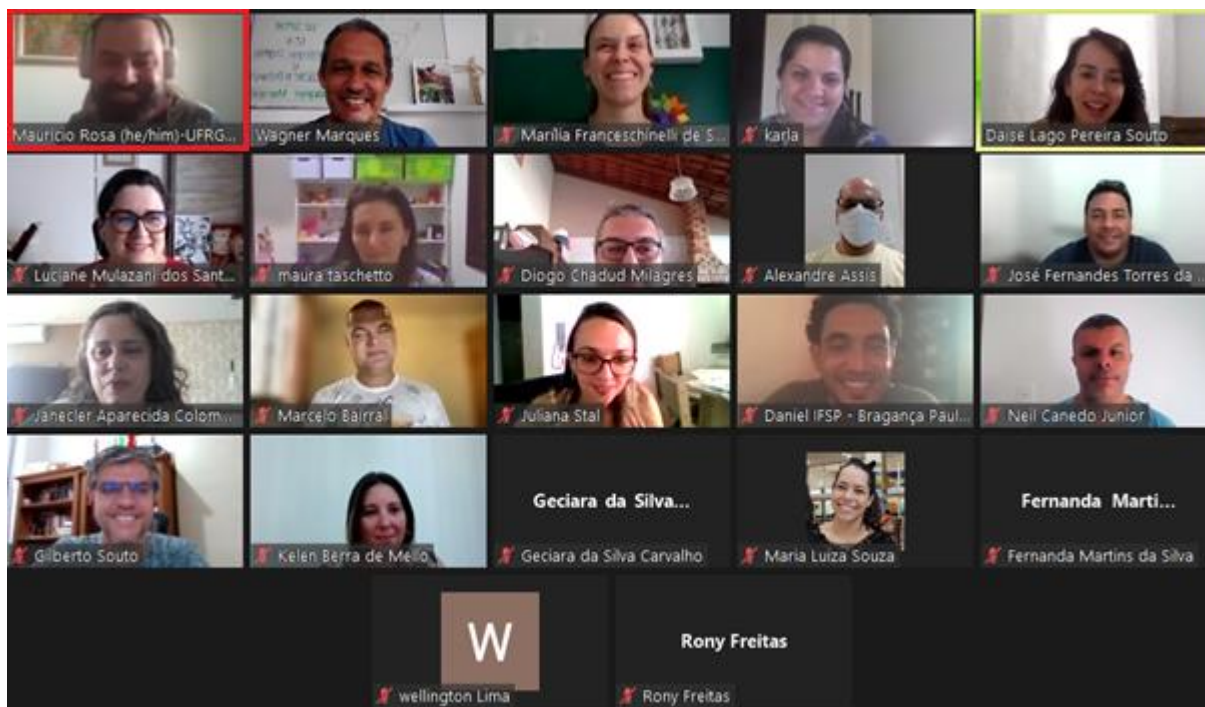 Mauricio Rosa (he/him)-UFRG...
Wagner Marques
Marília Franceschinelli de S...
karla
Daise Lago Pereira Souto
Luciane Mulazani dos Sant...
maura taschetto
Diogo Chadud Milagres
Alexandre Assis
José Fernandes Torres da ...
Janecler Aparecida Colom...
Marcelo Bairral
Juliana Stal
Daniel IFSP - Bragança Paul...
Neil Canedo Junior
Gilberto Souto
Kelen Berra de Mello
Geciara da Silva...
Geciara da Silva Carvalho
Maria Luiza Souza
Fernanda Marti...
Fernanda Martins da Silva
W
wellington Lima
Rony Freitas
Rony Freitas